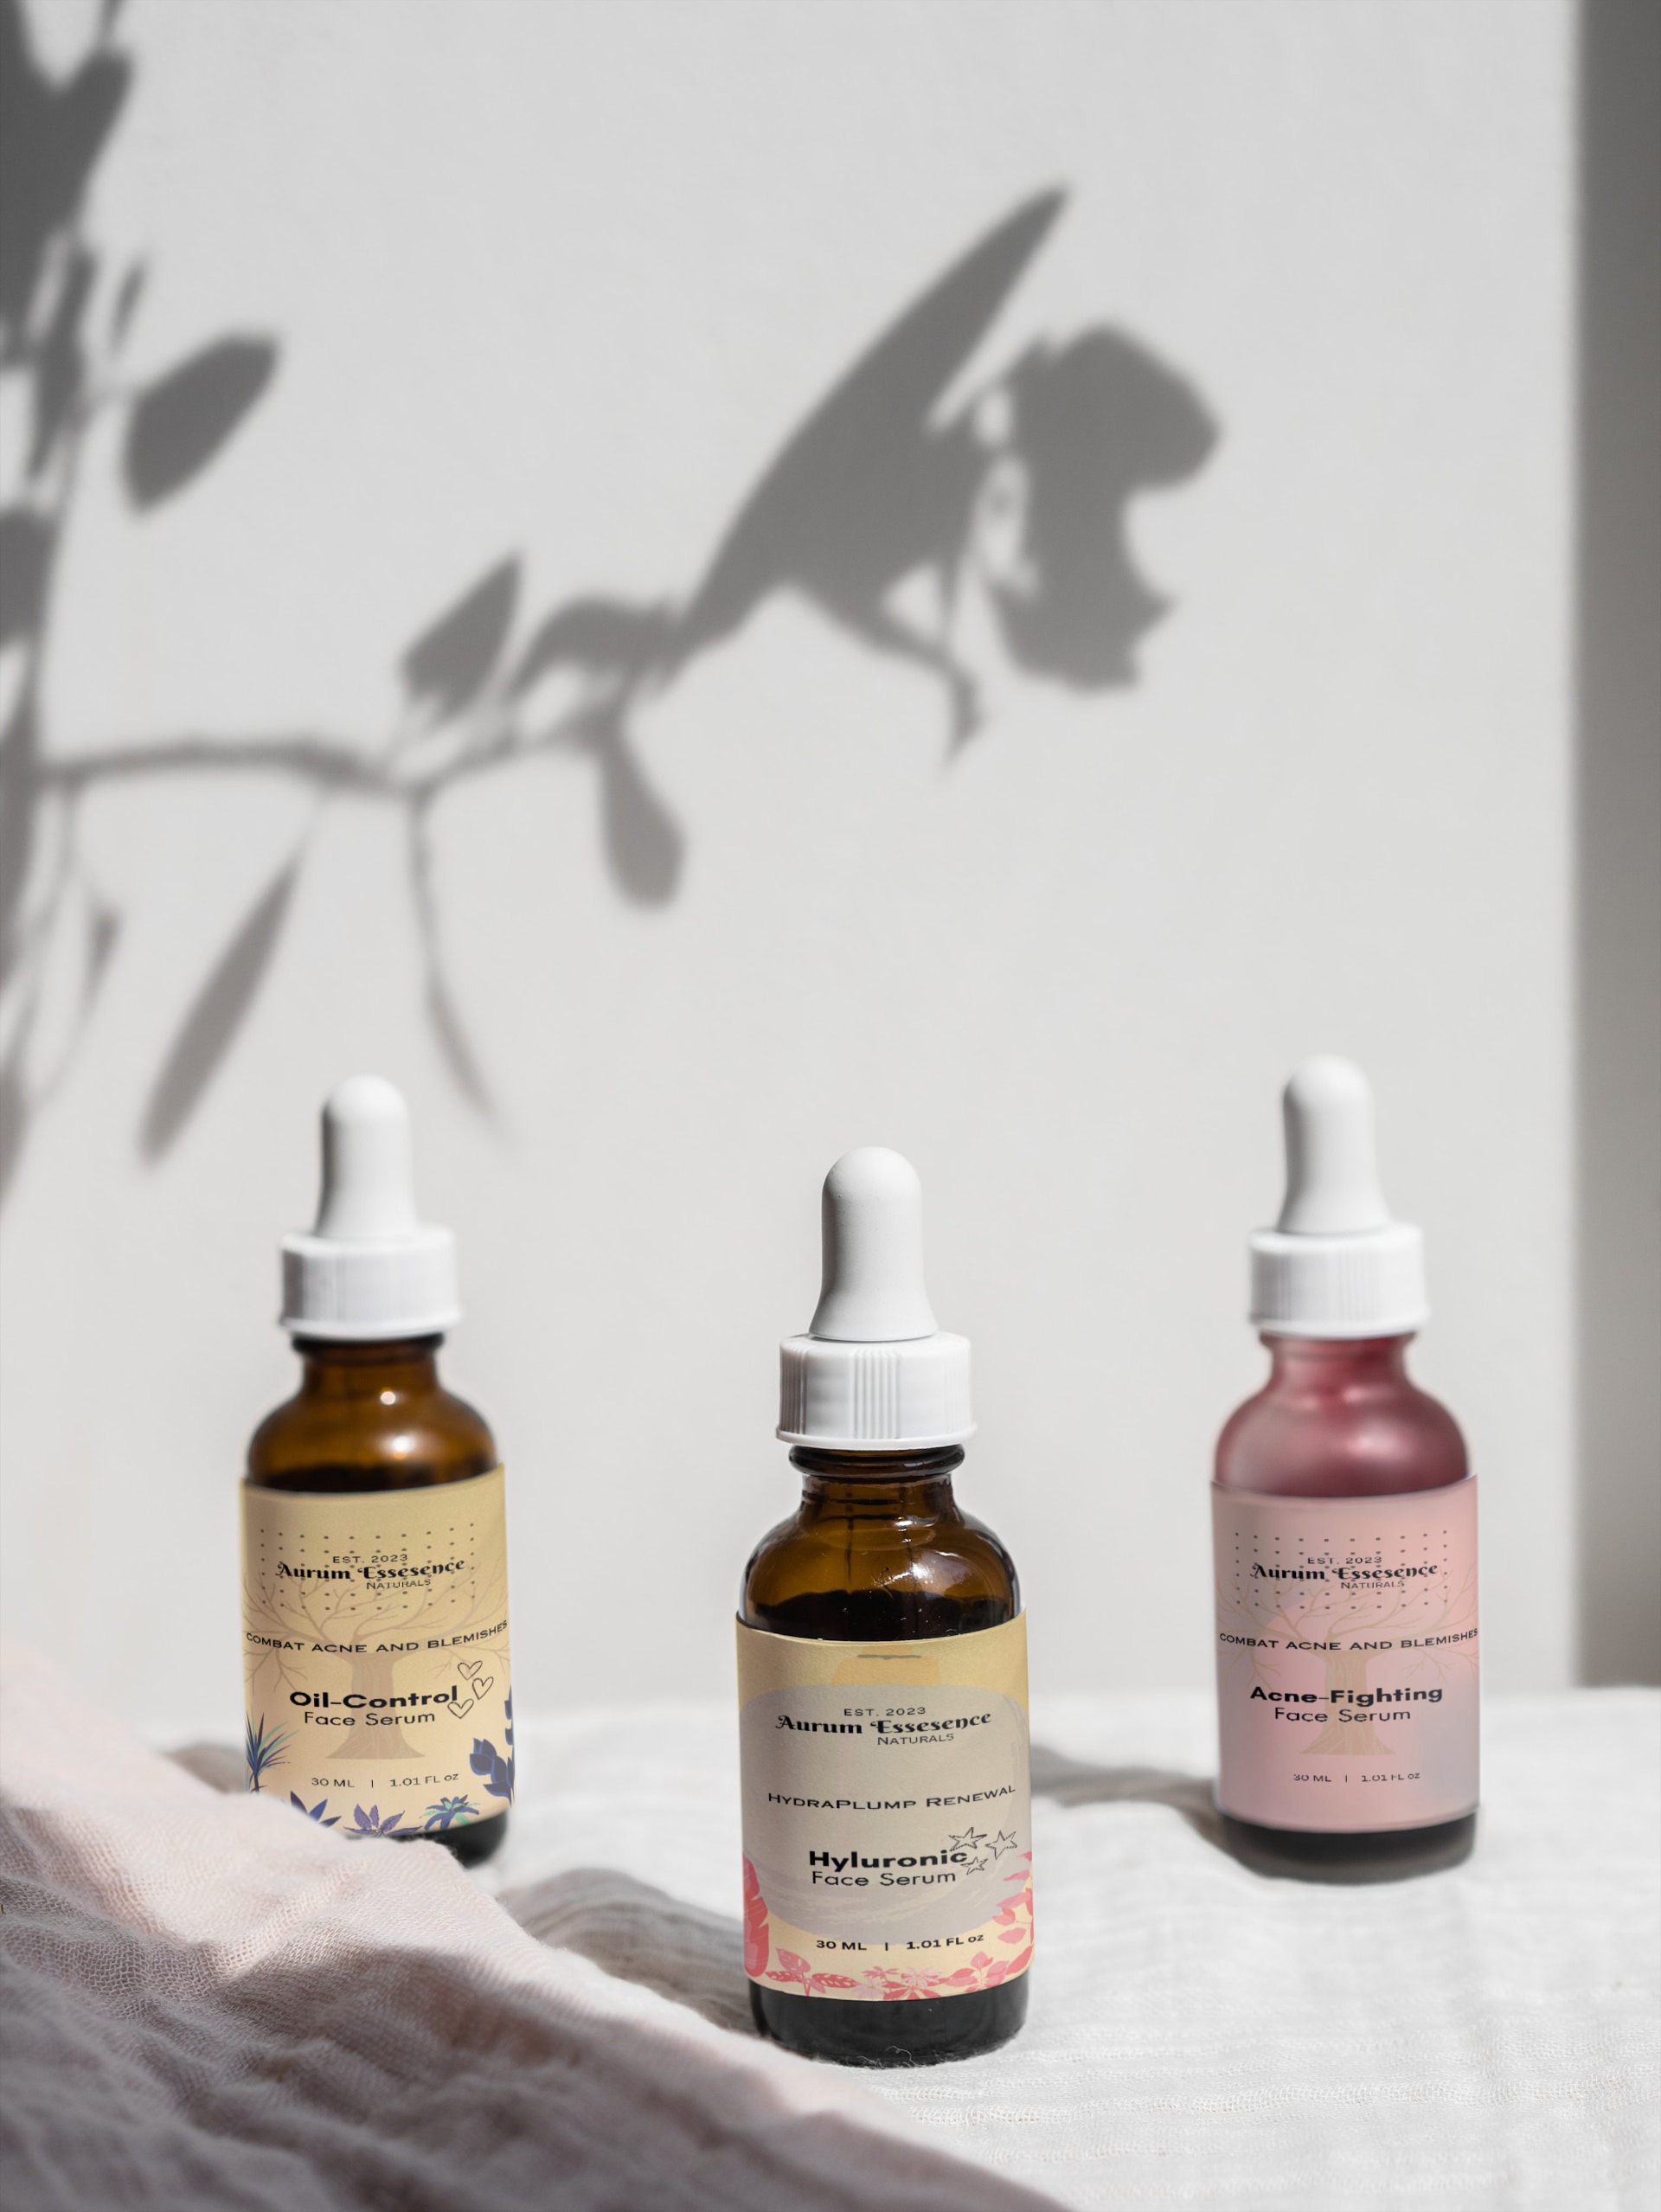 EST. 2023
Aurum Essesence
NATURALS
COMBAT ACNE AND BLEMISHES
Oil-Control
Face Serum
30 ML | 1.01 FL oz
EST. 2023
Aurum Essesence
NATURALS
HYDRAPLUMP RENEWAL
Hyluronic
Face Serum
30 ML | 1.01 FL oz
EST. 2023
Aurum Essesence
NATURALS
COMBAT ACNE AND BLEMISHES
Acne-Fighting
Face Serum
30 ML | 1.01 FL oz